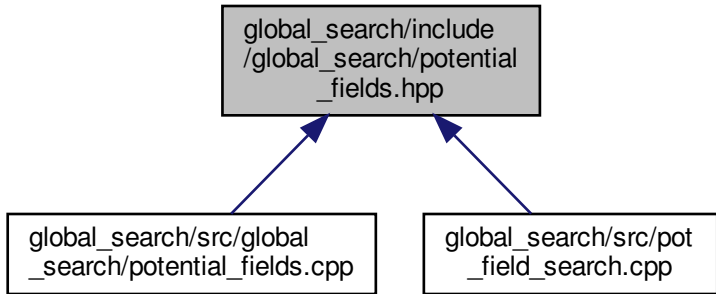 global_search/include
/global_search/potential
_fields.hpp
global_search/src/global
_search/potential_fields.cpp
global_search/src/pot
_field_search.cpp